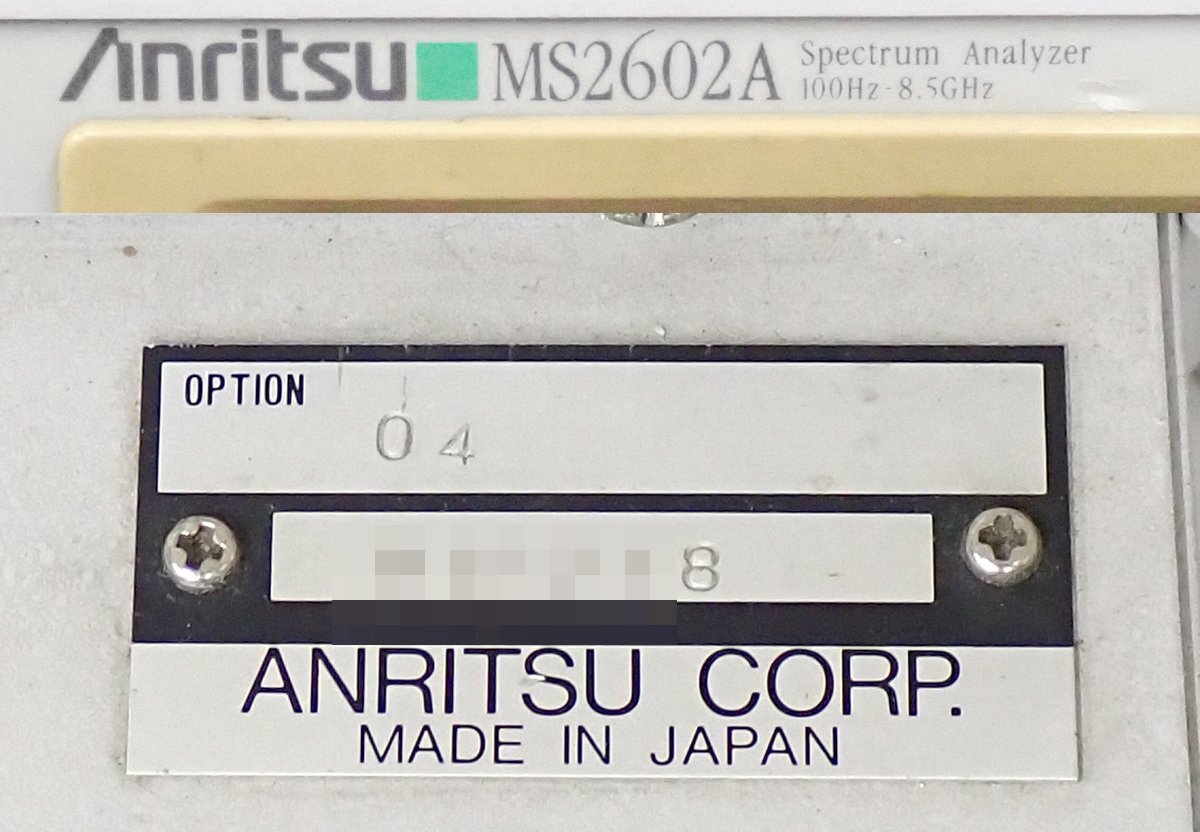 Anritsu MS2602A Spectrum Analyzer
100Hz-8.5GHz
OPTION
04
8
ANRITSU CORP.
MADE IN JAPAN